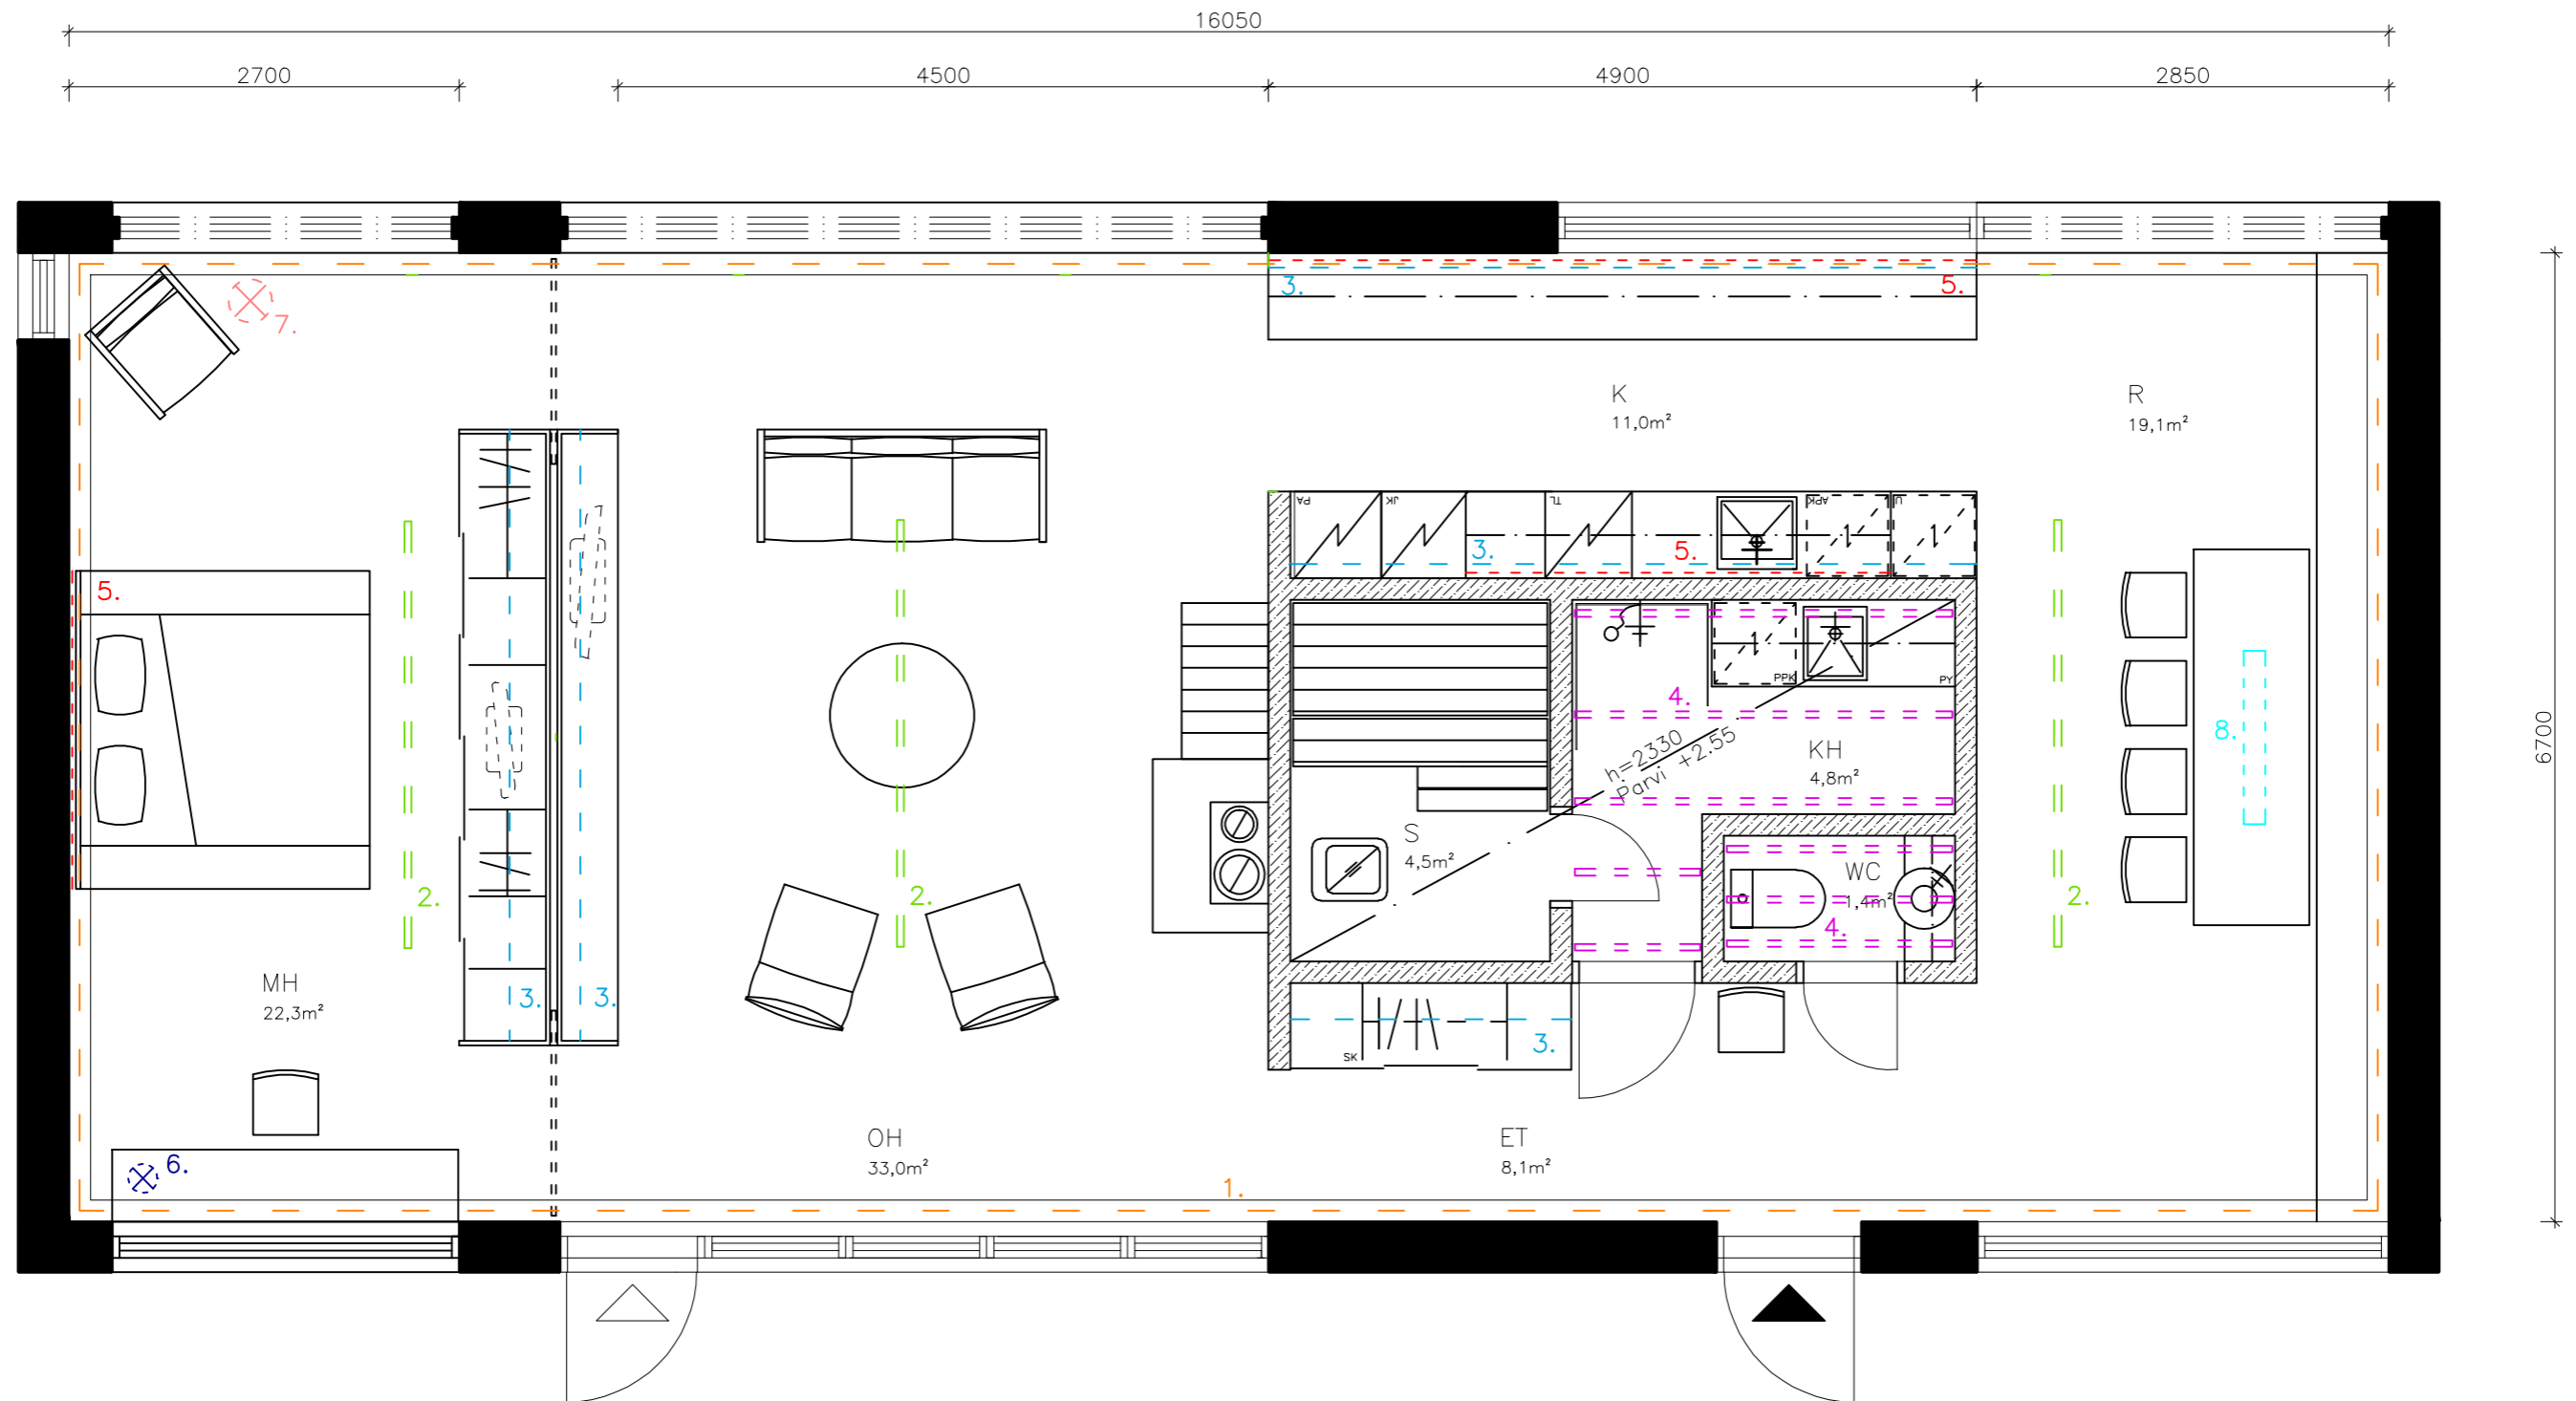 16050
2700
4500
4900
2850
7.
3.
5.
K
11,0m²
R
19,1m²
PA
JK
TL
APK
U
3.
5.
5.
6700
4.
PPK
PY
8.
h=2330
Parvi +2.55
KH
4,8m²
S
4,5m²
WC
1,4m²
4.
2.
2.
2.
MH
22,3m²
3.
3.
SK
3.
OH
33,0m²
ET
8,1m²
6.
1.